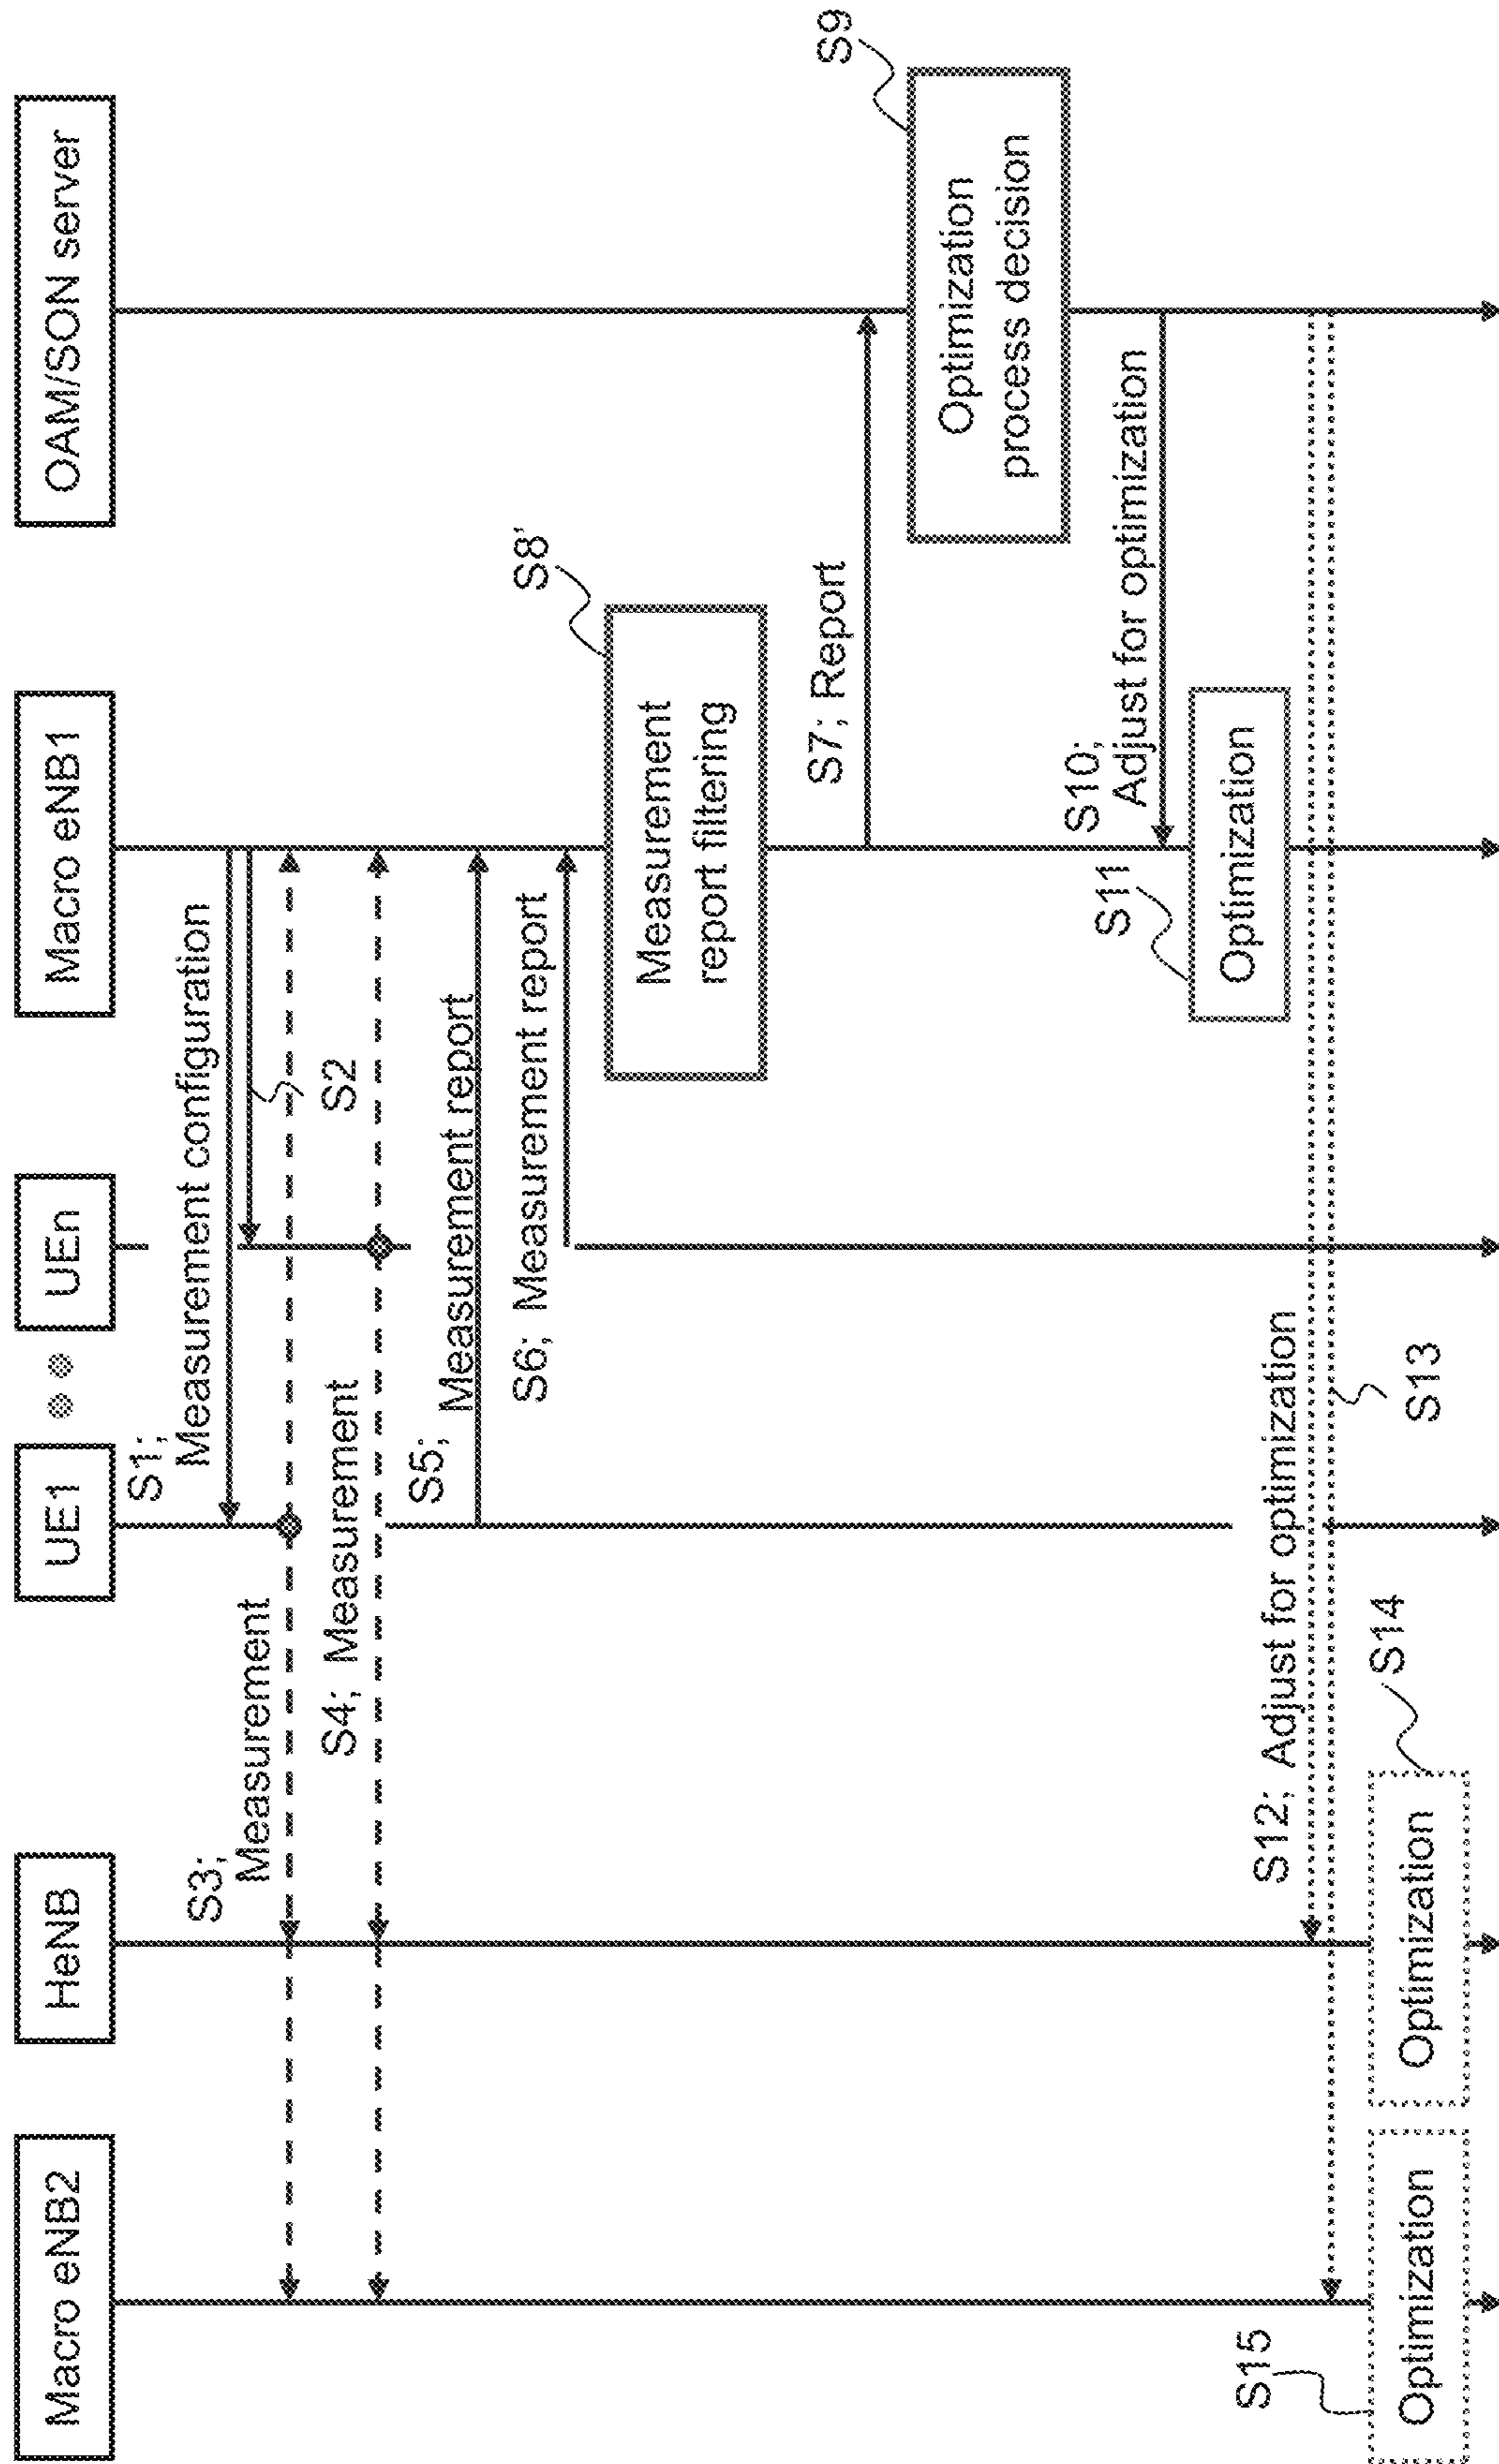 Macro eNB2
HeNB
UE1
UEn
Macro eNB1
OAM/SON server
S1;
Measurement configuration
S2
S3;
Measurement
S4; Measurement
S5;
Measurement report
S6; Measurement report
S8'
Measurement
report filtering
S7; Report
S9
Optimization
process decision
S10;
Adjust for optimization
S11
Optimization
S12; Adjust for optimization
S13
S14
Optimization
S15
Optimization